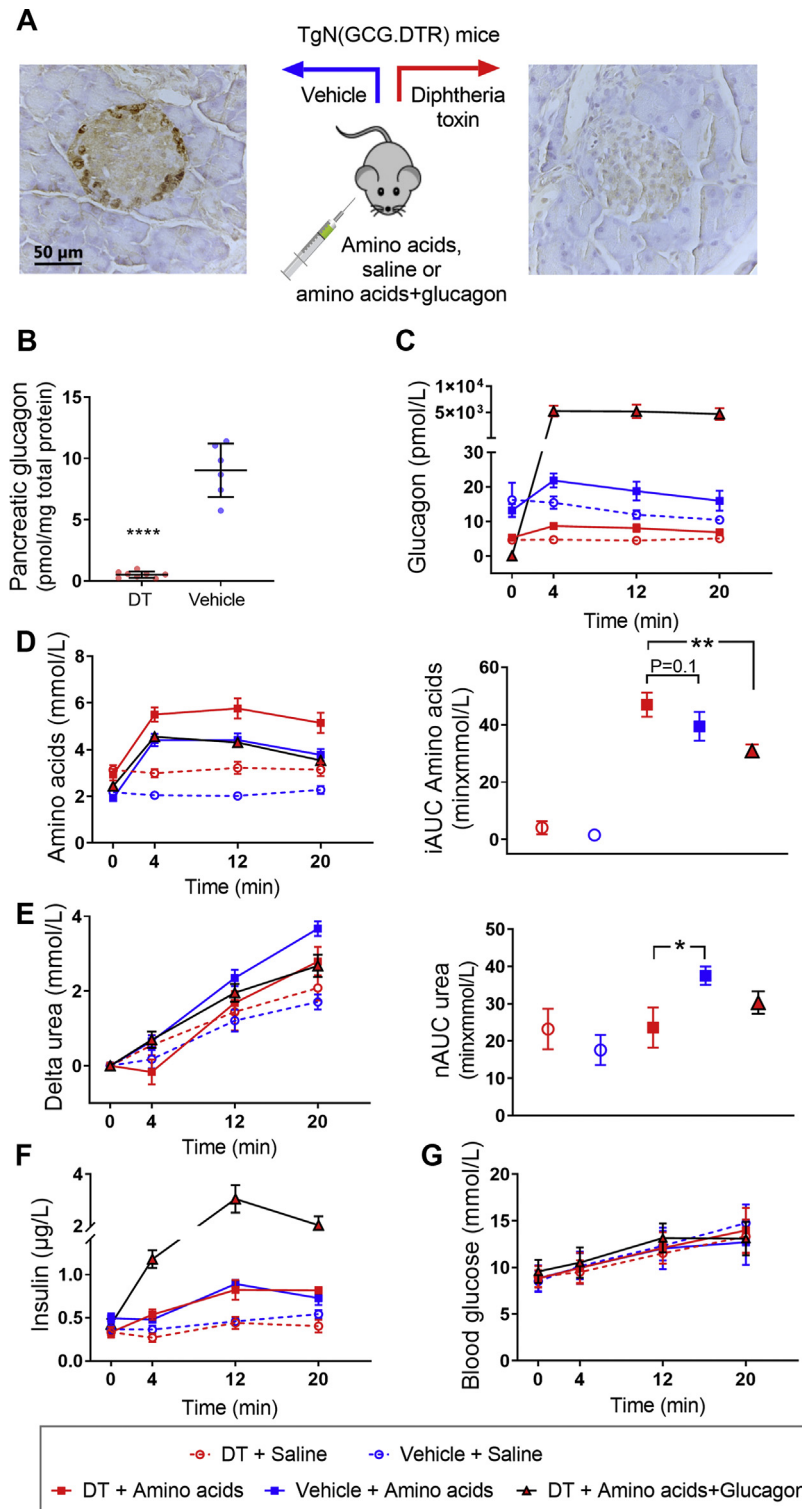 A
TgN(GCG.DTR) mice
Vehicle
Diphtheria
toxin
50 µm
Amino acids,
saline or
amino acids+glucagon
B
Pancreatic glucagon
(pmol/mg total protein)
15
10
5
0
****
DT
Vehicle
C
Glucagon (pmol/L)
1×10⁴
5×10³
30
20
10
0
0
4
12
20
Time (min)
D
Amino acids (mmol/L)
8
6
4
2
0
0
4
12
20
Time (min)
iAUC Amino acids
(minxmmol/L)
60
40
20
0
**
P=0.1
E
Delta urea (mmol/L)
4
2
0
0
4
12
20
Time (min)
nAUC urea
(minxmmol/L)
50
40
30
20
10
0
*
F
Insulin (µg/L)
4
2
1.0
0.5
0.0
0
4
12
20
Time (min)
G
Blood glucose (mmol/L)
20
15
10
5
0
0
4
12
20
Time (min)
DT + Saline
Vehicle + Saline
DT + Amino acids
Vehicle + Amino acids
DT + Amino acids+Glucagon